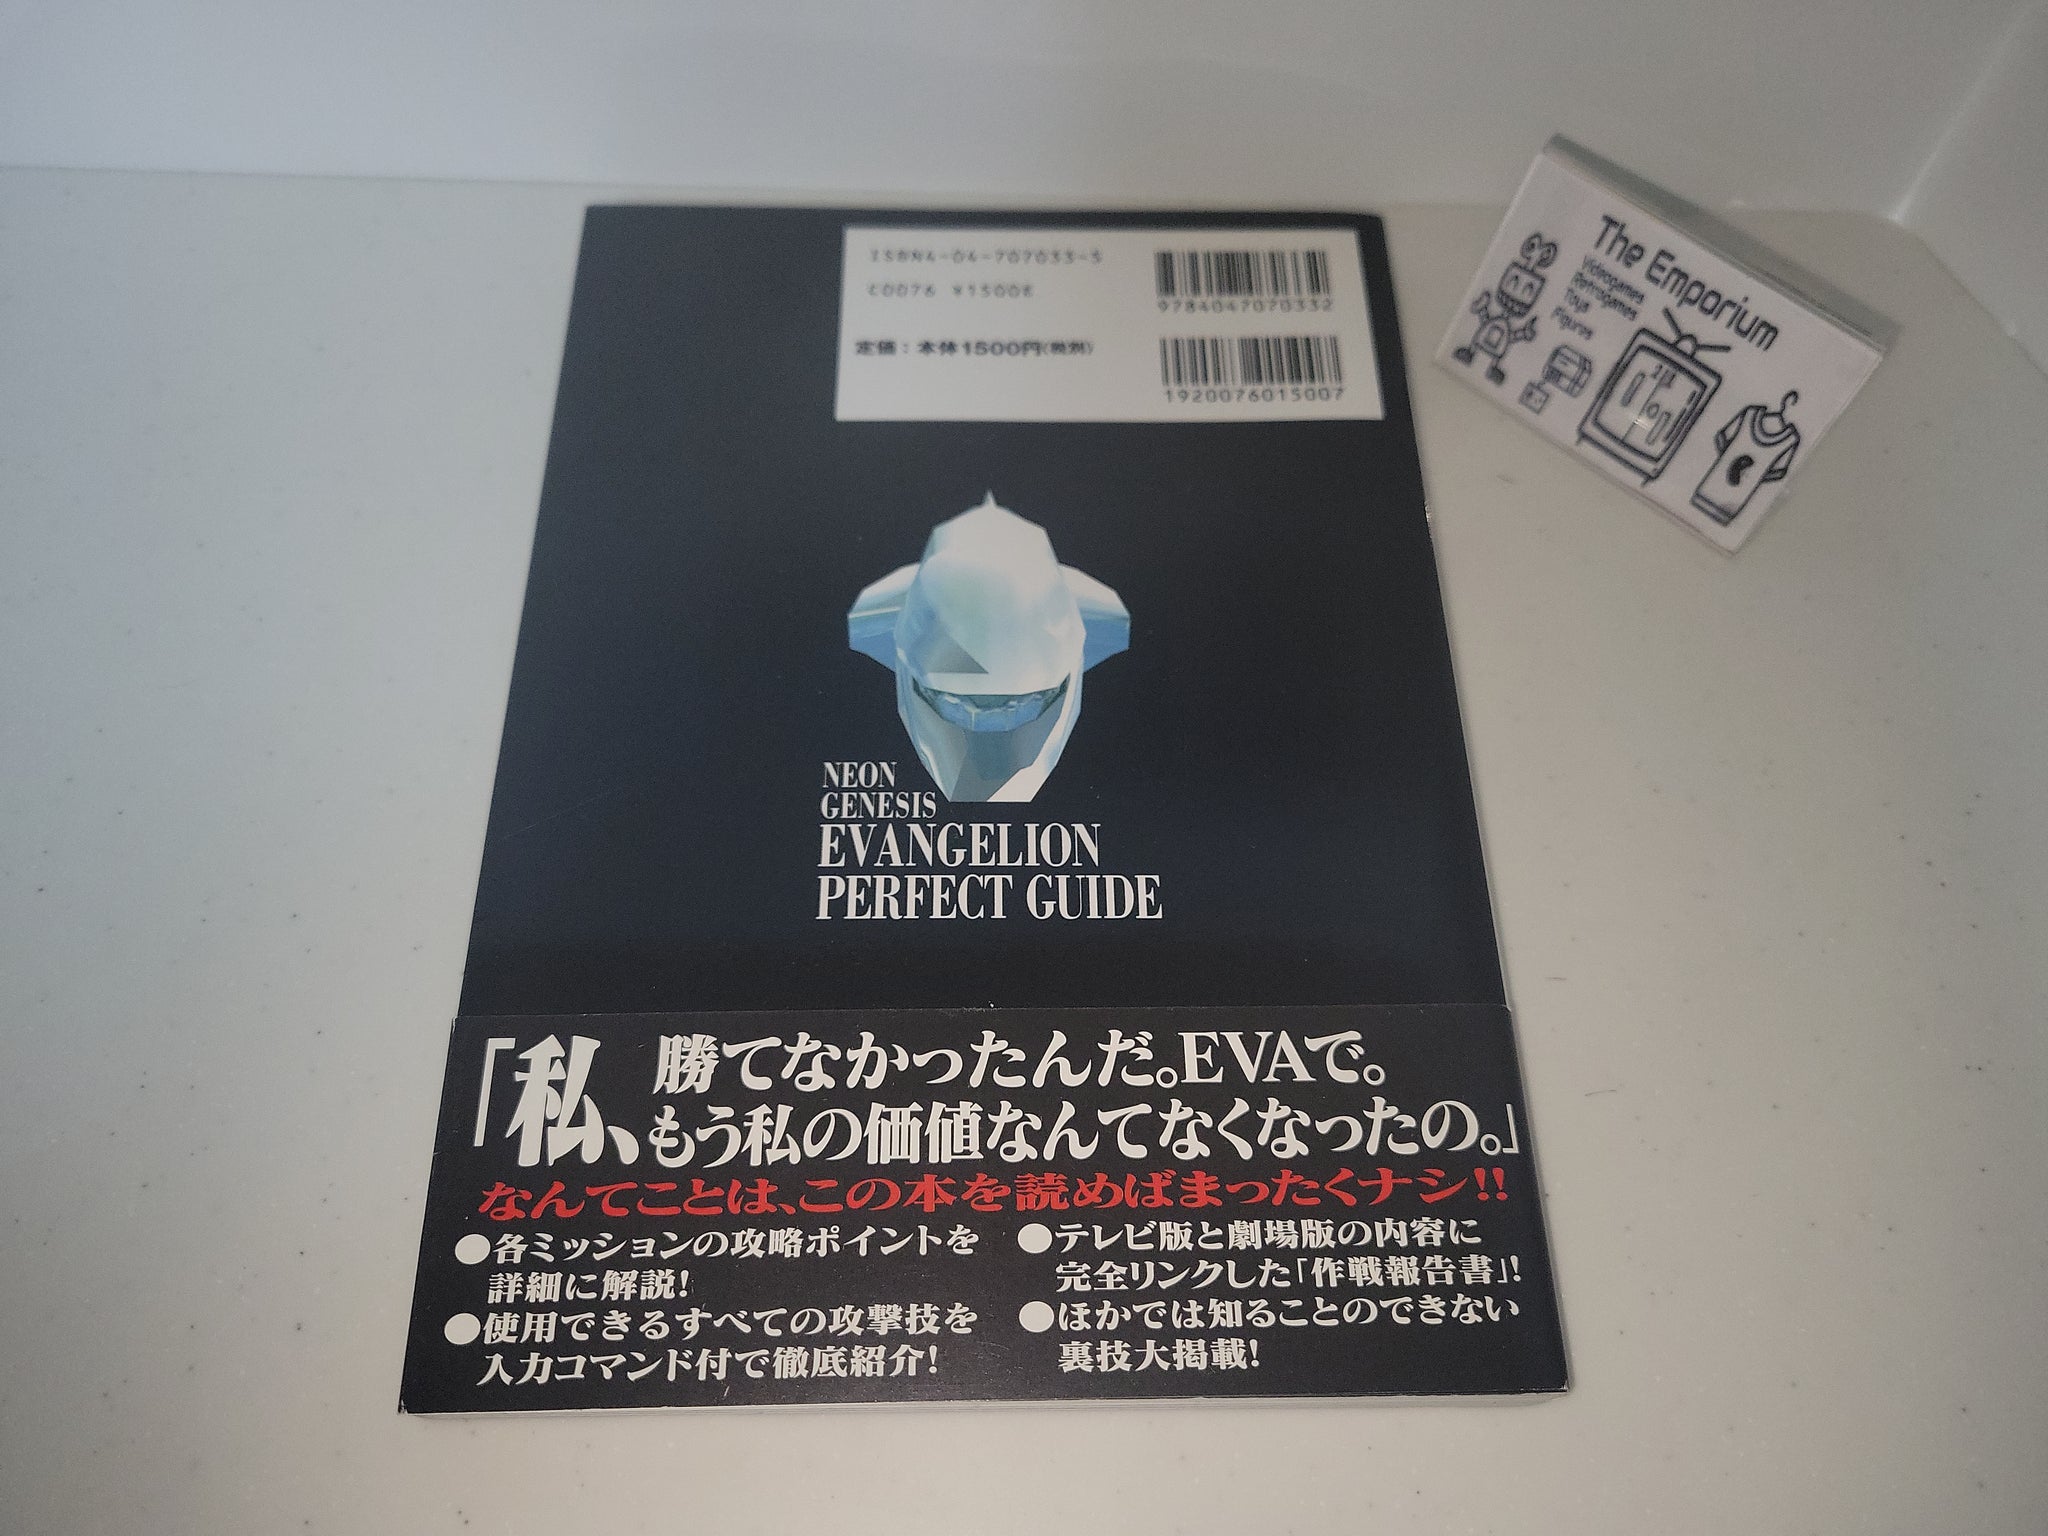 ISBN4-04-707033-5
C0076 ¥1500E
9784047070332
定価：本体1500円(税別)
1920076015007
The Emporium
Videogames
Retrogames
Toys
Figures
NEON
GENESIS
EVANGELION
PERFECT GUIDE
「私、勝てなかったんだ。EVAで。
もう私の価値なんてなくなったの。」
なんてことは、この本を読めばまったくナシ!!
●各ミッションの攻略ポイントを
詳細に解説!
●使用できるすべての攻撃技を
入力コマンド付で徹底紹介!
●テレビ版と劇場版の内容に
完全リンクした「作戦報告書」!
●ほかでは知ることのできない
裏技大掲載!